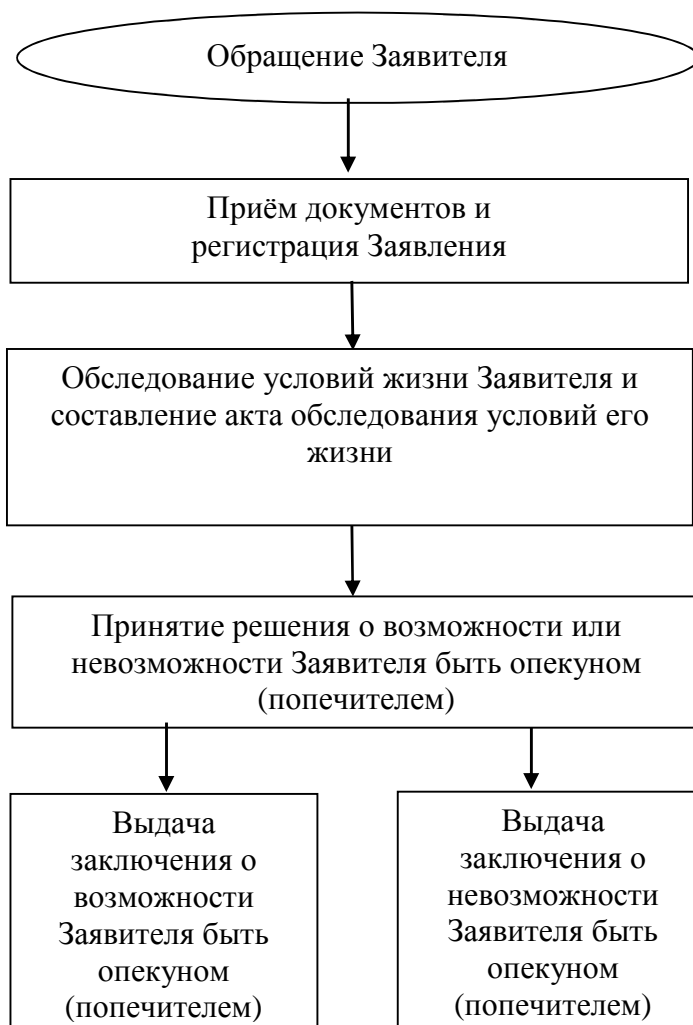 Обращение Заявителя
Приём документов и
регистрация Заявления
Обследование условий жизни Заявителя и
составление акта обследования условий его
жизни
Принятие решения о возможности или
невозможности Заявителя быть опекуном
(попечителем)
Выдача
заключения о
возможности
Заявителя быть
опекуном
(попечителем)
Выдача
заключения о
невозможности
Заявителя быть
опекуном
(попечителем)